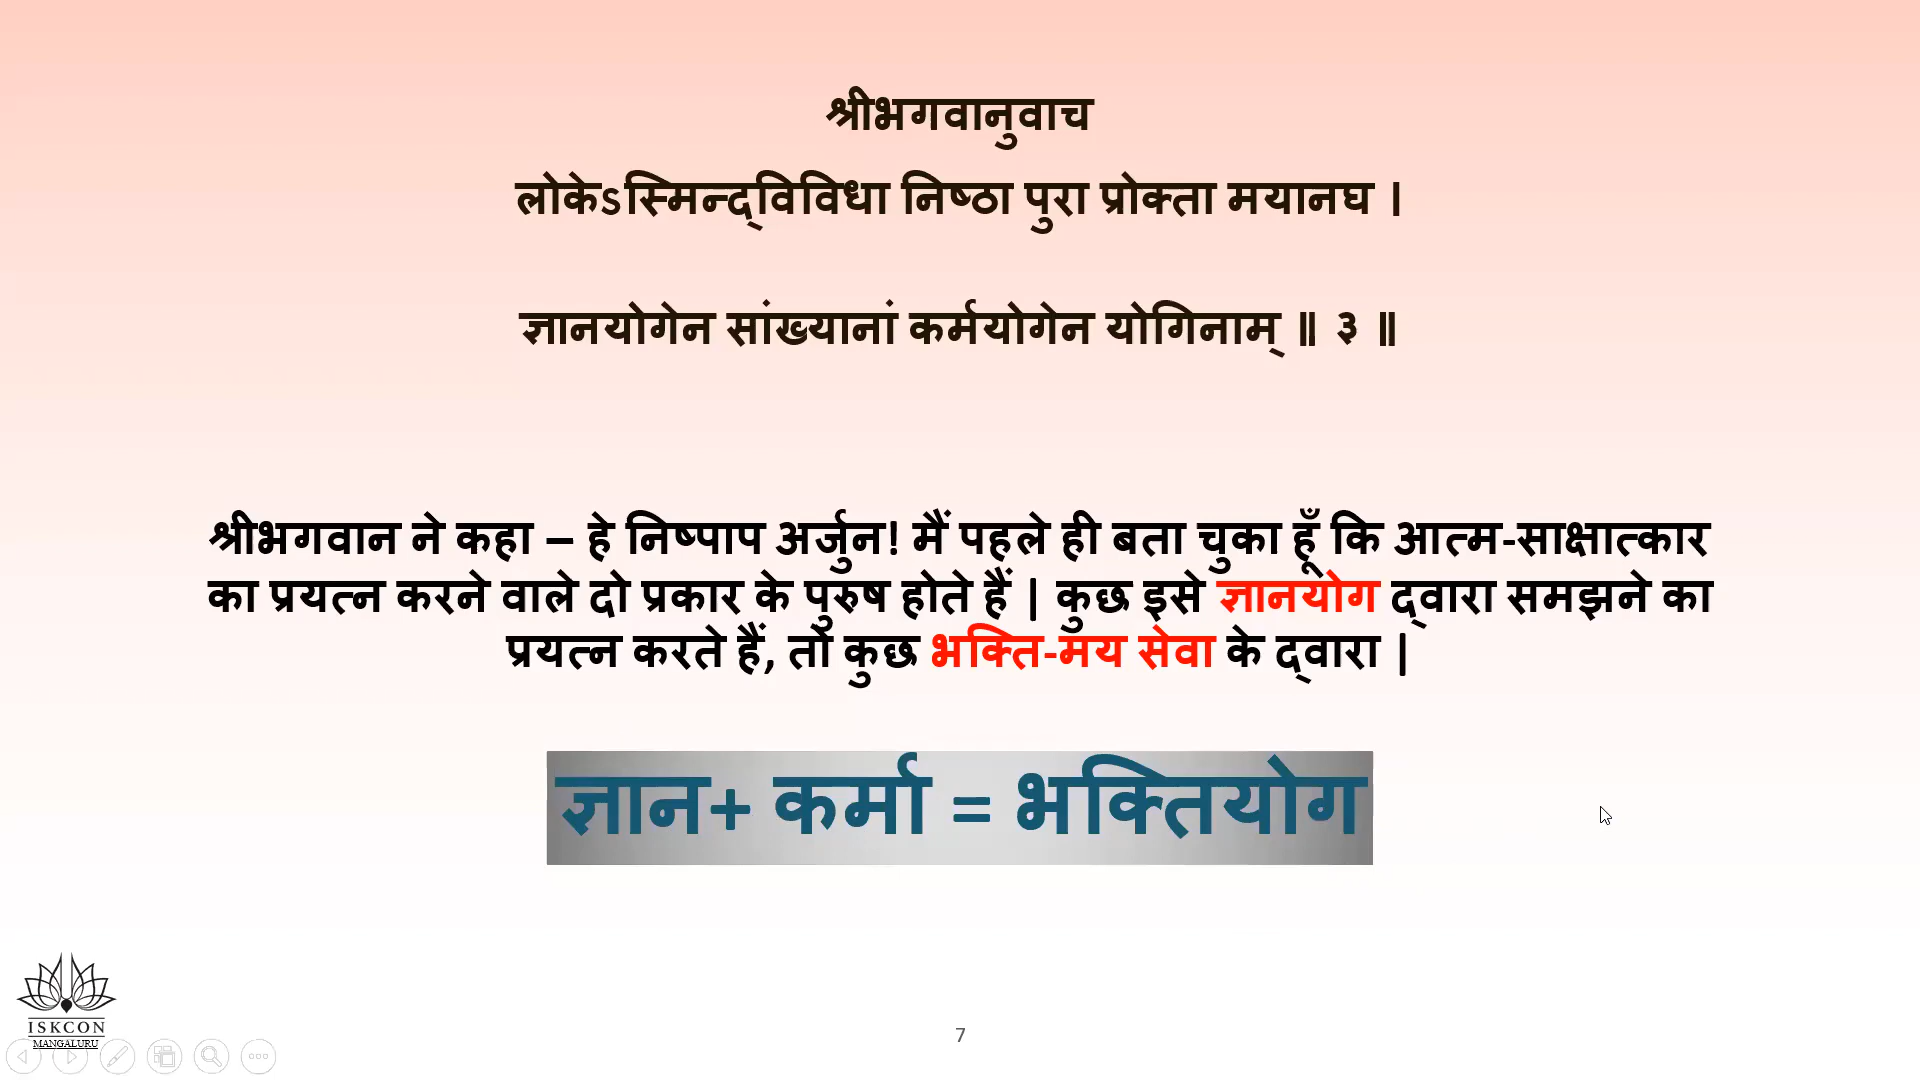 श्रीभगवानुवाच
लोकेऽस्मिन्द्विविधा निष्ठा पुरा प्रोक्ता मयानघ ।
ज्ञानयोगेन सांख्यानां कर्मयोगेन योगिनाम् ॥ ३ ॥
श्रीभगवान ने कहा – हे निष्पाप अर्जुन! मैं पहले ही बता चुका हूँ कि आत्म-साक्षात्कार
का प्रयत्न करने वाले दो प्रकार के पुरुष होते हैं | कुछ इसे ज्ञानयोग द्वारा समझने का
प्रयत्न करते हैं, तो कुछ भक्ति-मय सेवा के द्वारा |
ज्ञान+ कर्मा = भक्तियोग
ISKCON
MANGALURU
7